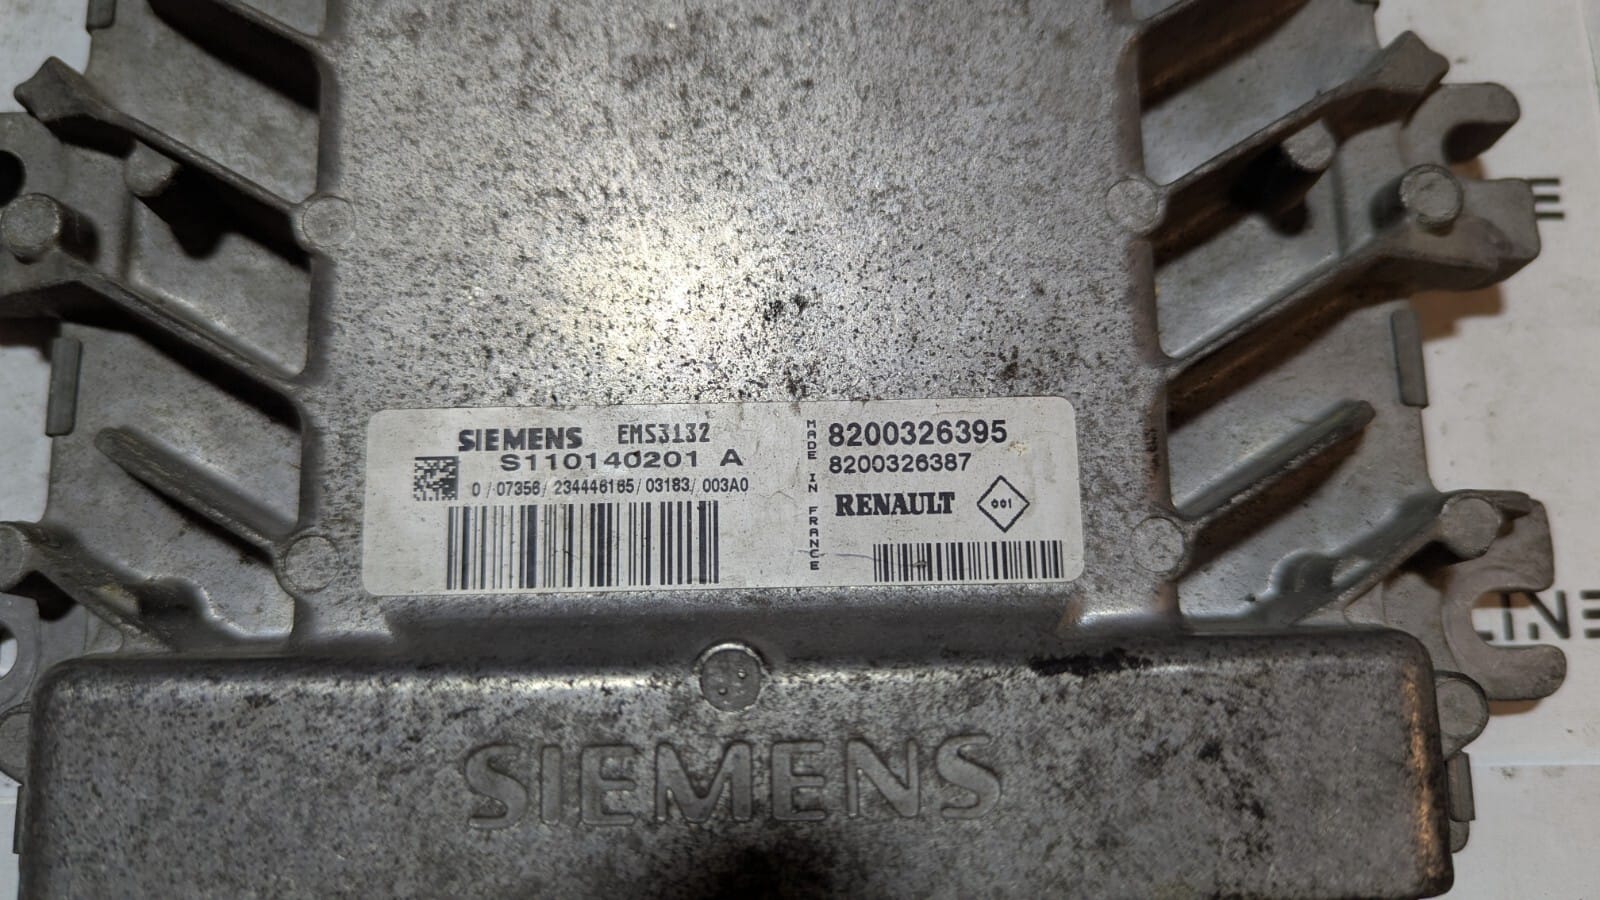 SIEMENS EMS3132
S110140201 A
0/07356/234446165/03183/003A0
MADE IN FRANCE
8200326395
8200326387
RENAULT 001
SIEMENS